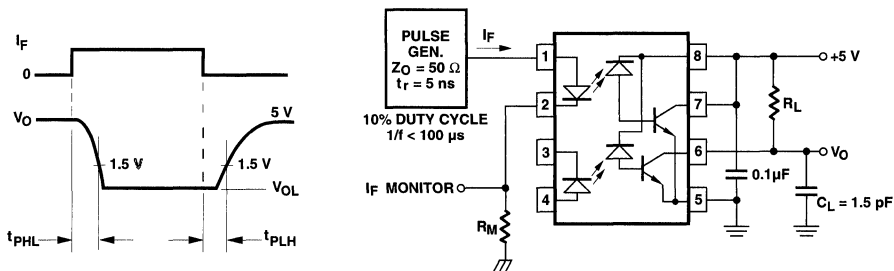 I_F
0
V_O
5 V
1.5 V
1.5 V
V_OL
t_PHL
t_PLH
PULSE
GEN.
Z_O = 50 Ω
t_r = 5 ns
10% DUTY CYCLE
1/f < 100 µs
I_F
I_F MONITOR
R_M
1
2
3
4
8
7
6
5
+5 V
R_L
V_O
0.1µF
C_L = 1.5 pF